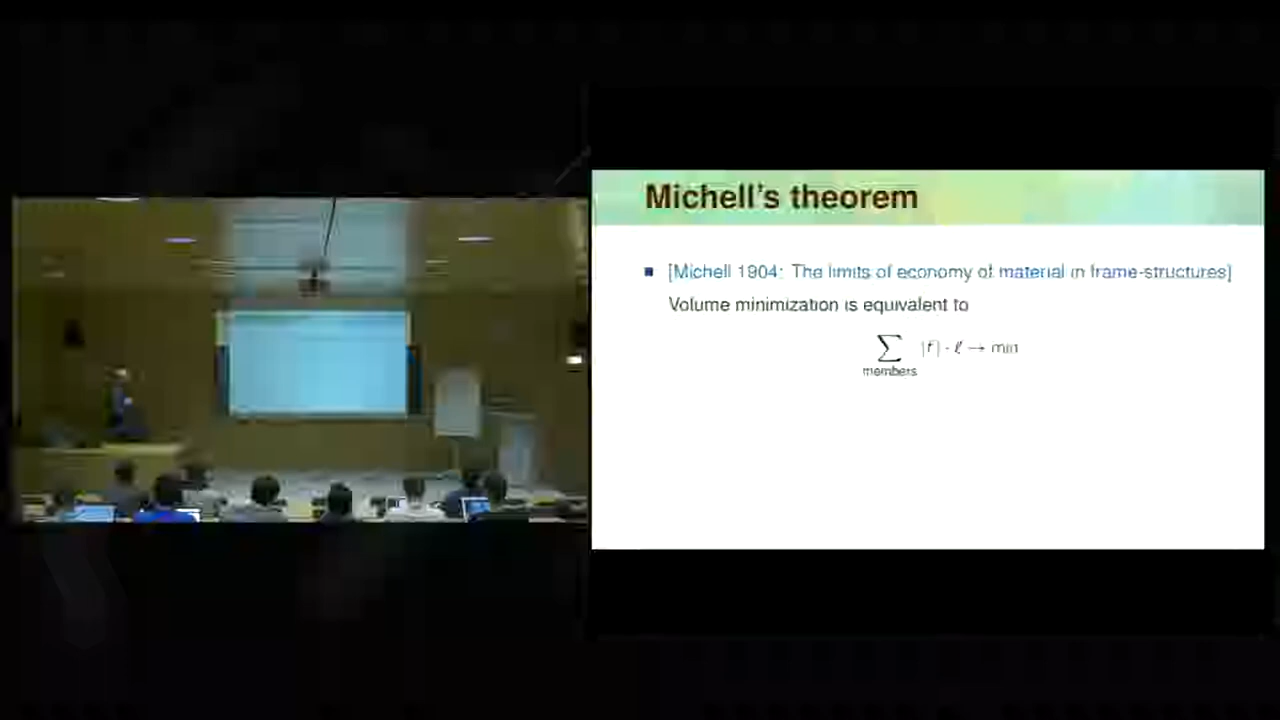 Michell's theorem
[Michell 1904: The limits of economy of material in frame-structures]
Volume minimization is equivalent to
∑ |f| · ℓ → min
members